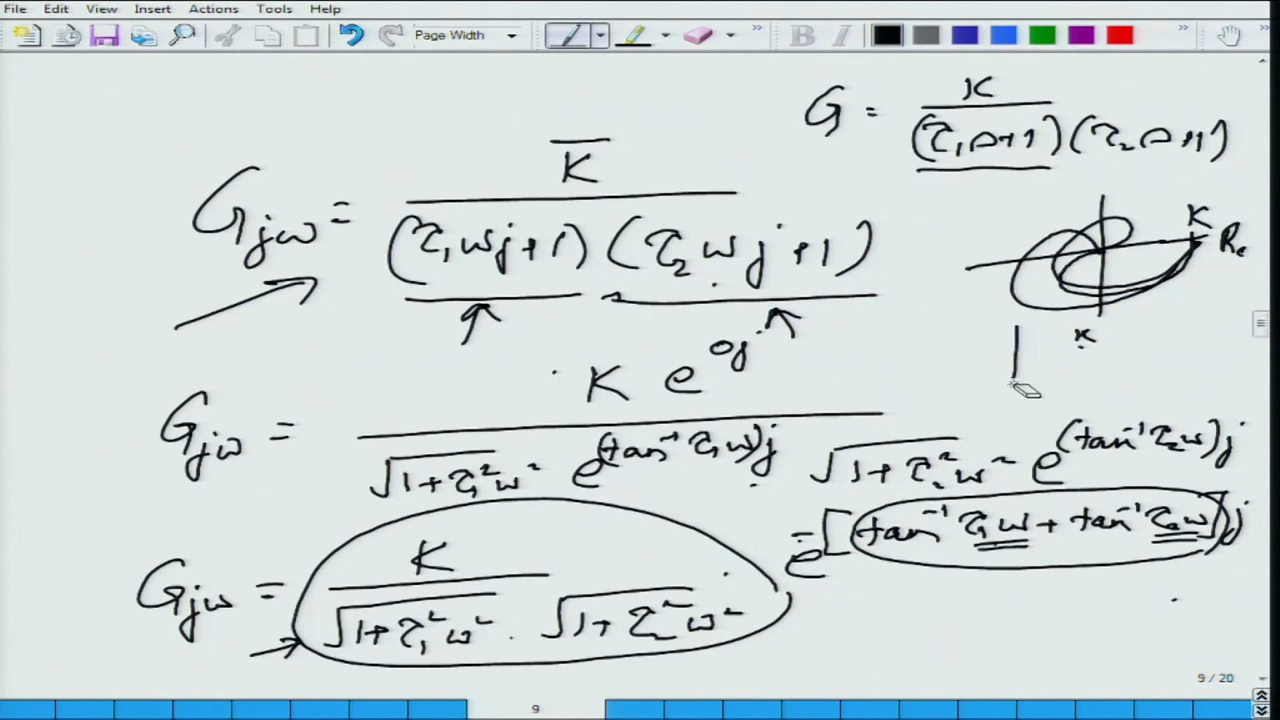 File Edit View Insert Actions Tools Help
Page Width
G = K / (τ₁s+1)(τ₂s+1)
G_jω = K / (τ₁ωj+1)(τ₂ωj+1)
K Re
K
G_jω = K e^{0j} / √(1+τ₁²ω²) e^{(tan⁻¹τ₁ω)j} √(1+τ₂²ω²) e^{(tan⁻¹τ₂ω)j}
G_jω = K / √(1+τ₁²ω²) · √(1+τ₂²ω²) e^{-[tan⁻¹τ₁ω + tan⁻¹τ₂ω]j}
9 / 20
9